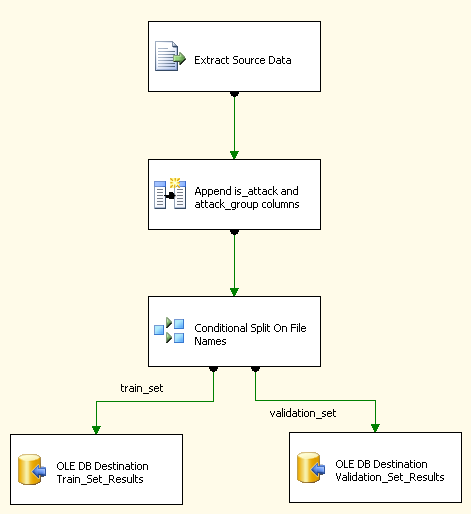 Extract Source Data
Append is_attack and
attack_group columns
Conditional Split On File
Names
train_set
validation_set
OLE DB Destination
Train_Set_Results
OLE DB Destination
Validation_Set_Results